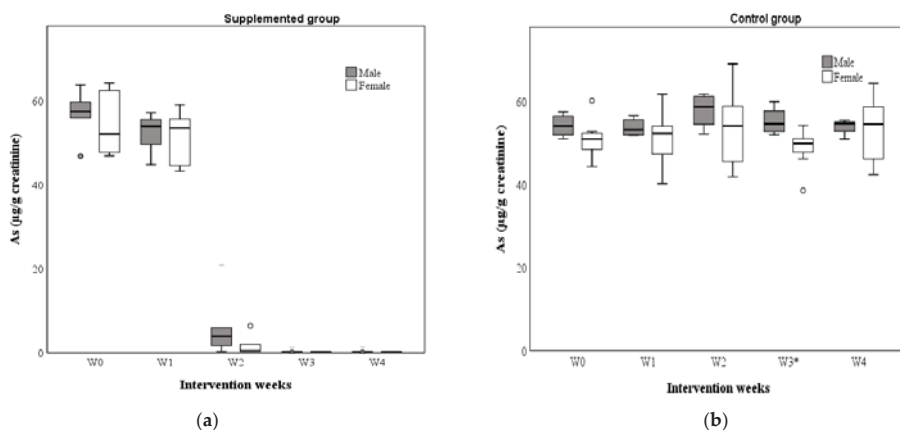 Supplemented group
Male
Female
As (µg/g creatinine)
60
40
20
0
W0 W1 W2 W3 W4
Intervention weeks
(a)
Control group
Male
Female
As (µg/g creatinine)
60
40
20
0
W0 W1 W2 W3* W4
Intervention weeks
(b)